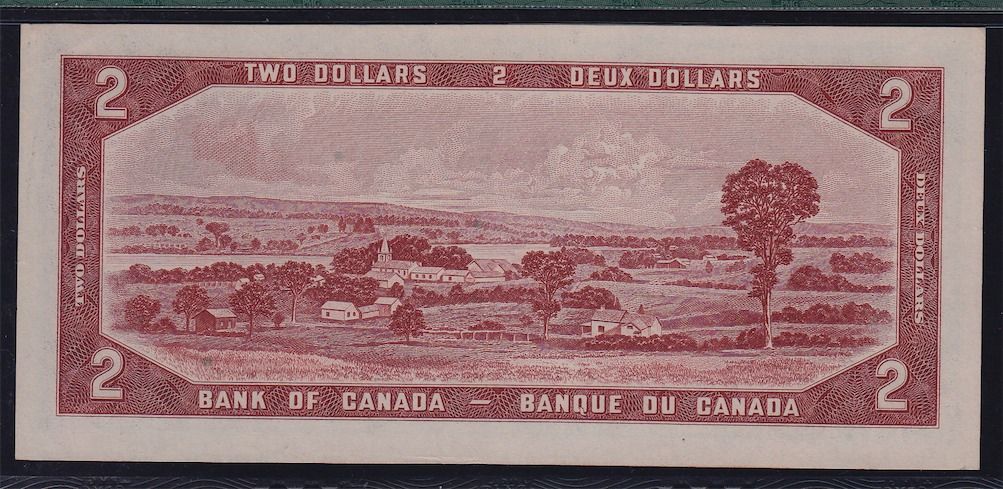 2 TWO DOLLARS 2 DEUX DOLLARS 2
TWO DOLLARS
DEUX DOLLARS
2 BANK OF CANADA — BANQUE DU CANADA 2